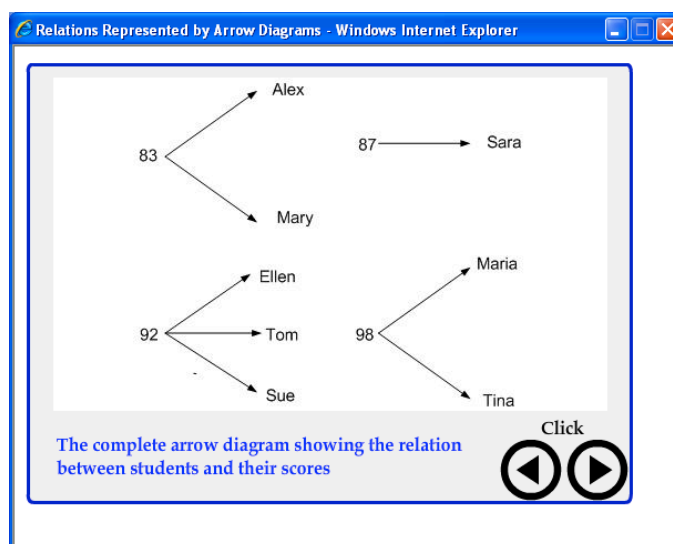 Relations Represented by Arrow Diagrams - Windows Internet Explorer
Alex
83
Mary
87
Sara
Ellen
92
Tom
Sue
Maria
98
Tina
Click
The complete arrow diagram showing the relation
between students and their scores